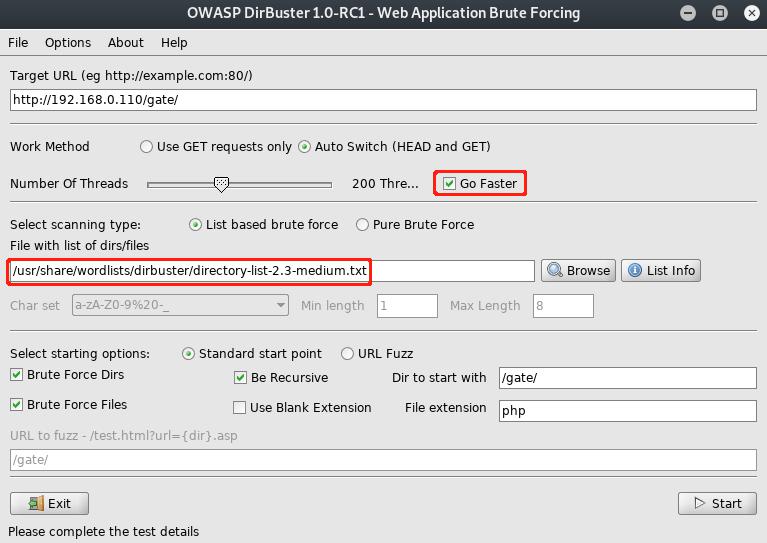 OWASP DirBuster 1.0-RC1 - Web Application Brute Forcing
File Options About Help
Target URL (eg http://example.com:80/)
http://192.168.0.110/gate/
Work Method Use GET requests only Auto Switch (HEAD and GET)
Number Of Threads 200 Thre... Go Faster
Select scanning type: List based brute force Pure Brute Force
File with list of dirs/files
/usr/share/wordlists/dirbuster/directory-list-2.3-medium.txt Browse List Info
Char set a-zA-Z0-9%20-_ Min length 1 Max Length 8
Select starting options: Standard start point URL Fuzz
Brute Force Dirs Be Recursive Dir to start with /gate/
Brute Force Files Use Blank Extension File extension php
URL to fuzz - /test.html?url={dir}.asp
/gate/
Exit Start
Please complete the test details